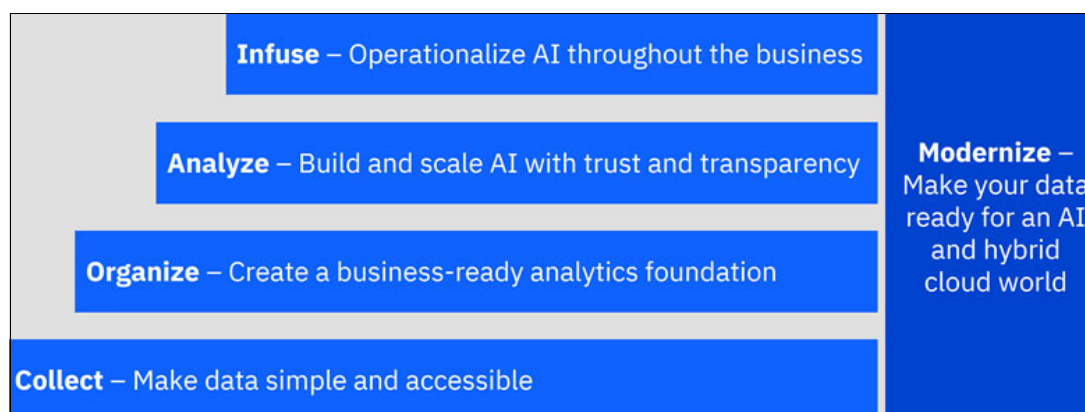 Infuse – Operationalize AI throughout the business
Analyze – Build and scale AI with trust and transparency
Organize – Create a business-ready analytics foundation
Collect – Make data simple and accessible
Modernize –
Make your data
ready for an AI
and hybrid
cloud world